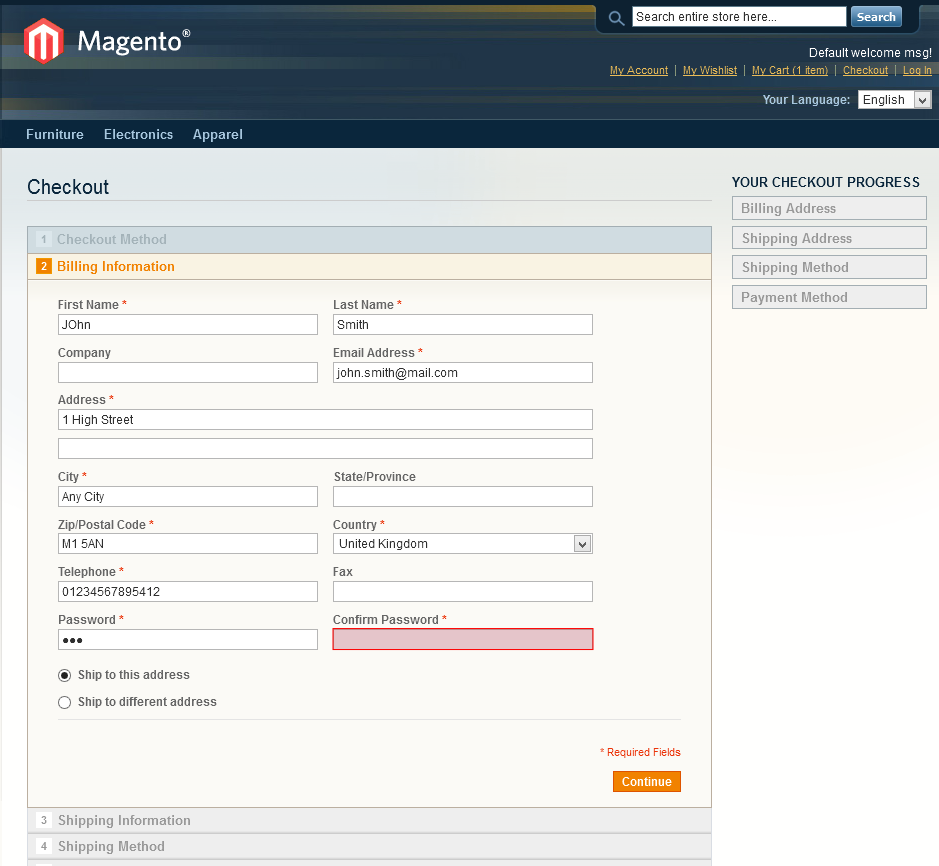 Search entire store here...
Search
Magento®
Default welcome msg!
My Account | My Wishlist | My Cart (1 item) | Checkout | Log In
Your Language: English
Furniture Electronics Apparel
Checkout
1 Checkout Method
2 Billing Information
First Name * Last Name *
JOhn Smith
Company Email Address *
john.smith@mail.com
Address *
1 High Street
City * State/Province
Any City
Zip/Postal Code * Country *
M1 5AN United Kingdom
Telephone * Fax
01234567895412
Password * Confirm Password *
●●●
Ship to this address
Ship to different address
* Required Fields
Continue
3 Shipping Information
4 Shipping Method
YOUR CHECKOUT PROGRESS
Billing Address
Shipping Address
Shipping Method
Payment Method